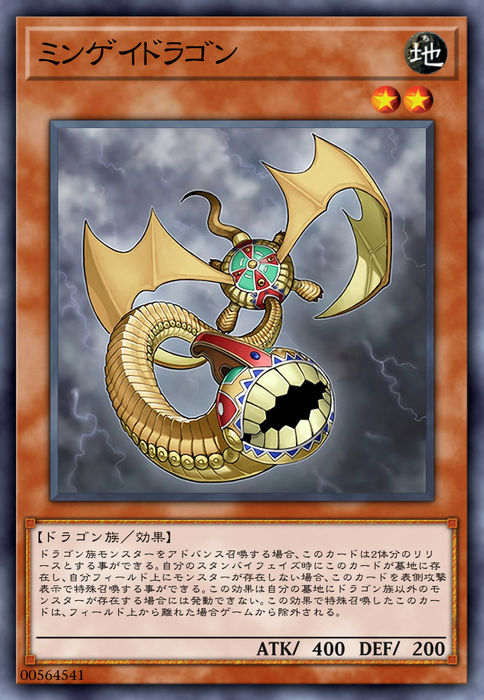 ミンゲイドラゴン
ち
地
【ドラゴン族／効果】
ドラゴン族モンスターをアドバンス召喚する場合、このカードは2体分のリリ
ースとする事ができる。自分のスタンバイフェイズ時にこのカードが墓地に存
在し、自分フィールド上にモンスターが存在しない場合、このカードを表側攻撃
表示で特殊召喚する事ができる。この効果は自分の墓地にドラゴン族以外のモ
ンスターが存在する場合には発動できない。この効果で特殊召喚したこのカー
ドは、フィールド上から離れた場合ゲームから除外される。
ATK/ 400 DEF/ 200
00564541